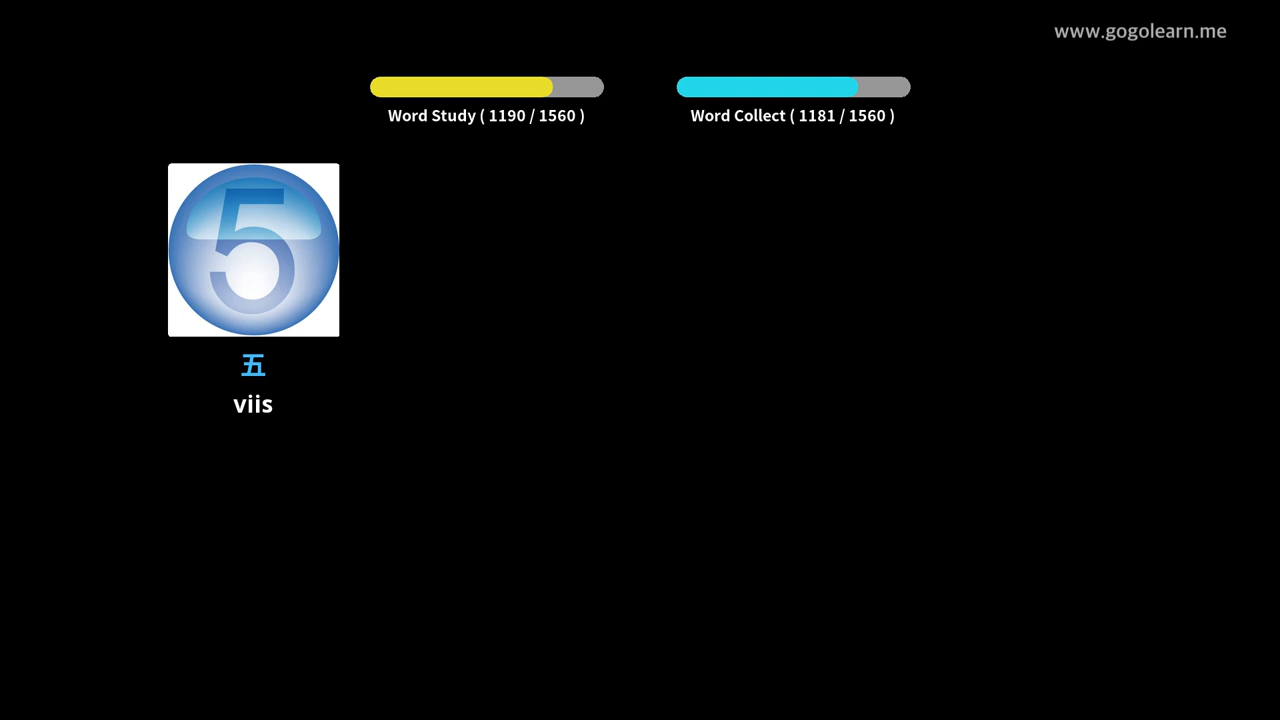 www.gogolearn.me
Word Study ( 1190 / 1560 )
Word Collect ( 1181 / 1560 )
5
五
viis